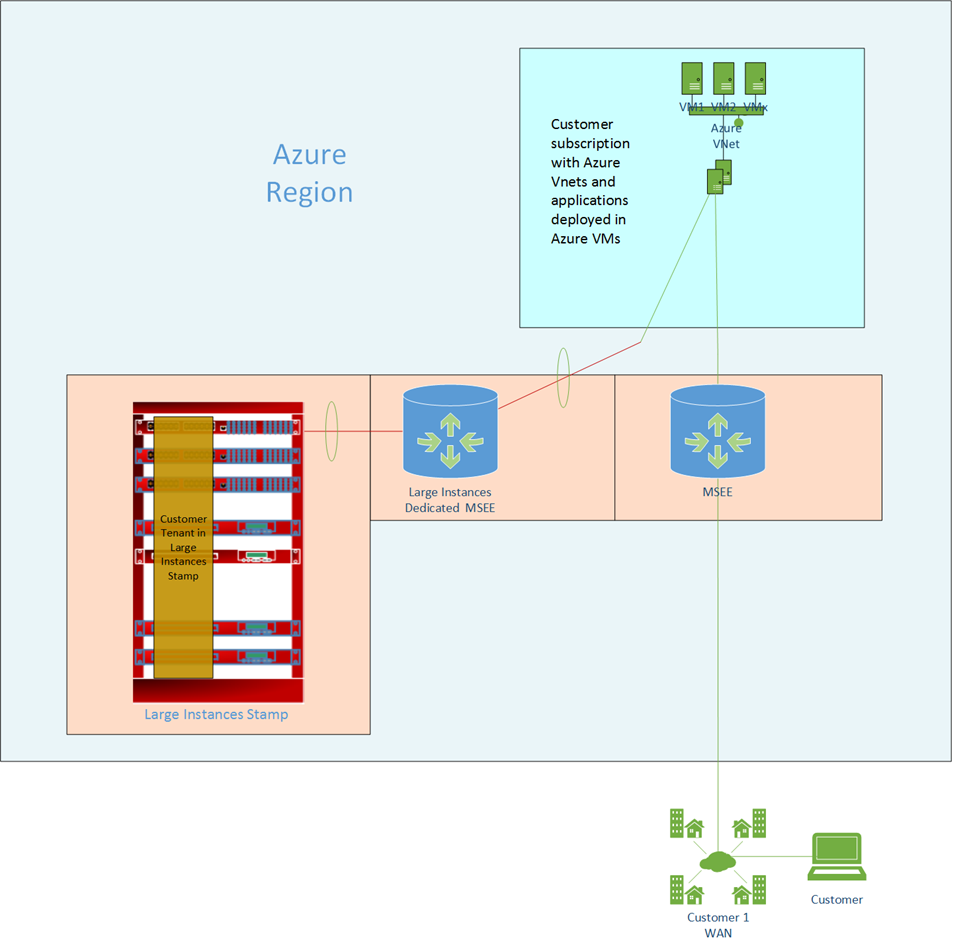 VM1 VM2 VMx
Azure
VNet
Customer
subscription
with Azure
Vnets and
applications
deployed in
Azure VMs
Azure
Region
Customer
Tenant in
Large
Instances
Stamp
Large Instances Stamp
Large Instances
Dedicated MSEE
MSEE
Customer 1
WAN
Customer